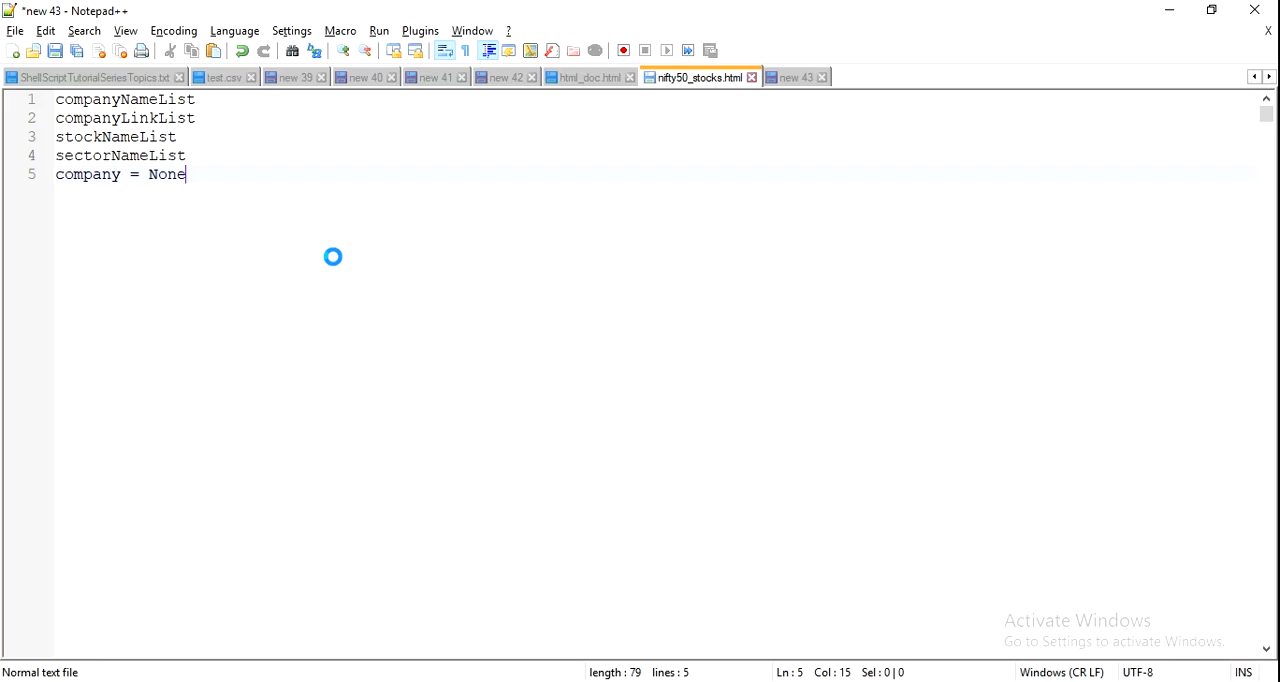 *new 43 - Notepad++
File Edit Search View Encoding Language Settings Macro Run Plugins Window ? X
ShellScriptTutorialSeriesTopics.txt test.csv new 39 new 40 new 41 new 42 html_doc.html nifty50_stocks.html new 43
1 companyNameList
2 companyLinkList
3 stockNameList
4 sectorNameList
5 company = None
Activate Windows
Go to Settings to activate Windows.
Normal text file length : 79 lines : 5 Ln : 5 Col : 15 Sel : 0 | 0 Windows (CR LF) UTF-8 INS